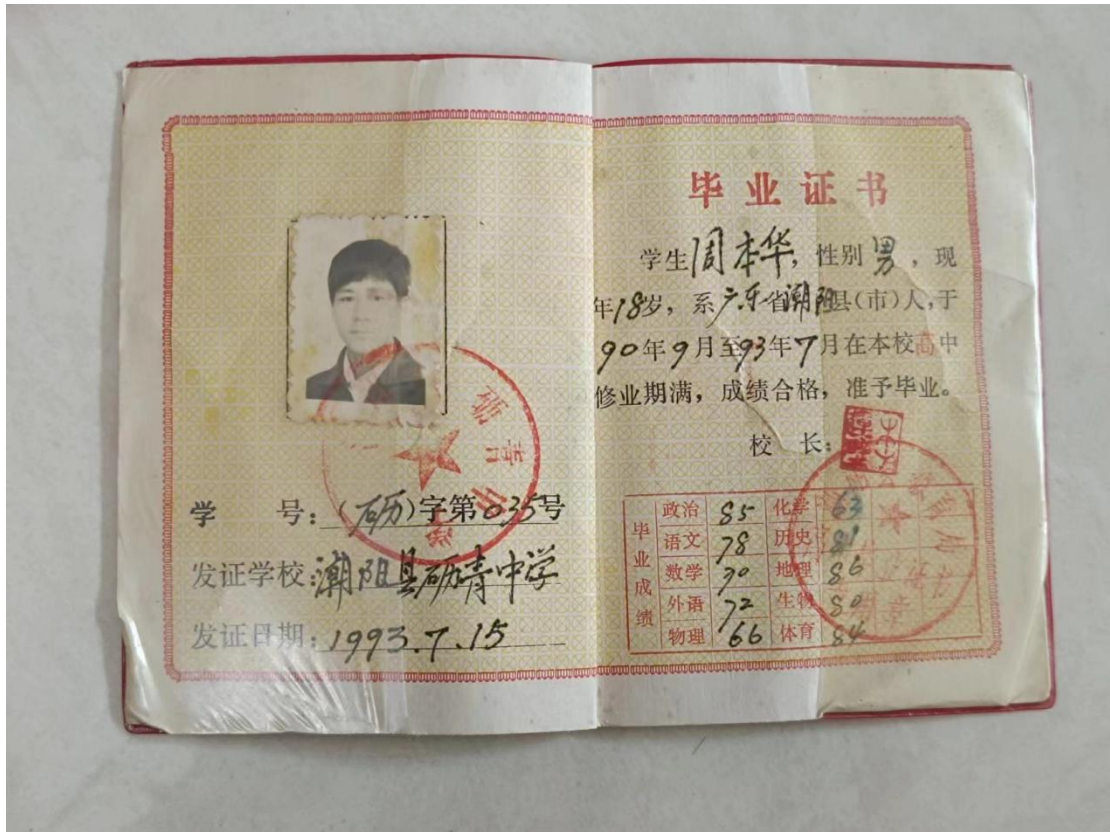 砺青中学
学 号:(砺)字第035号
发证学校:潮阳县砺青中学
发证日期:1993.7.15
毕业证书
学生周本华,性别男,现
年18岁,系广东省潮阳县(市)人,于
90年9月至93年7月在本校高中
修业期满,成绩合格,准予毕业。
校 长:
毕业成绩
政治 85 化学 63
语文 78 历史 81
数学 90 地理 86
外语 72 生物 80
物理 66 体育 84